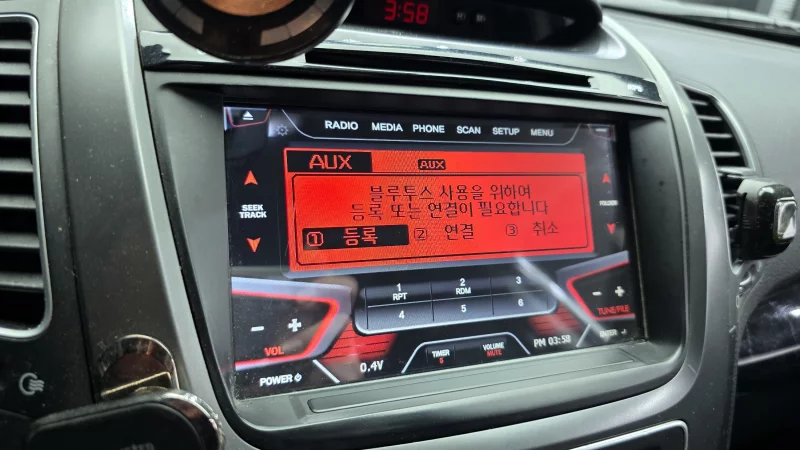 3:58
RADIO MEDIA PHONE SCAN SETUP MENU
AUX AUX
블루투스 사용을 위하여
등록 또는 연결이 필요합니다
1 등록 2 연결 3 취소
SEEK
TRACK
FOLDER
1 2 3
RPT RDM
4 5 6
- + VOL
- + TUNE/FILE
ENTER
POWER
0.4V
TIMER
6
VOLUME
MUTE
PM 03:58